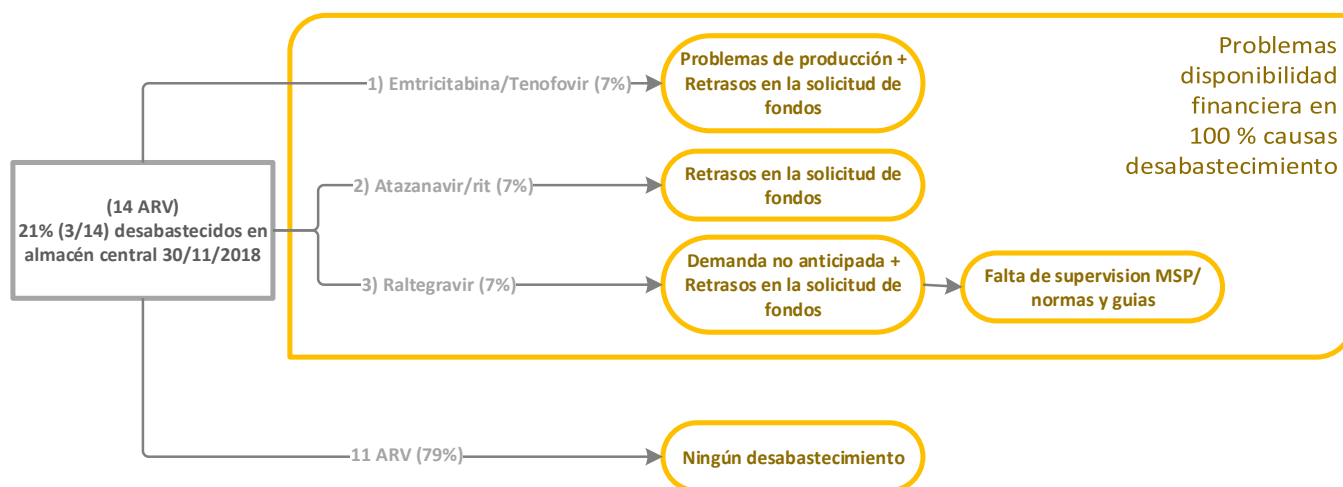 Problemas
disponibilidad
financiera en
100 % causas
desabastecimiento
1) Emtricitabina/Tenofovir (7%)
Problemas de producción +
Retrasos en la solicitud de
fondos
(14 ARV)
21% (3/14) desabastecidos en
almacén central 30/11/2018
2) Atazanavir/rit (7%)
Retrasos en la solicitud de
fondos
3) Raltegravir (7%)
Demanda no anticipada +
Retrasos en la solicitud de
fondos
Falta de supervision MSP/
normas y guias
11 ARV (79%)
Ningún desabastecimiento